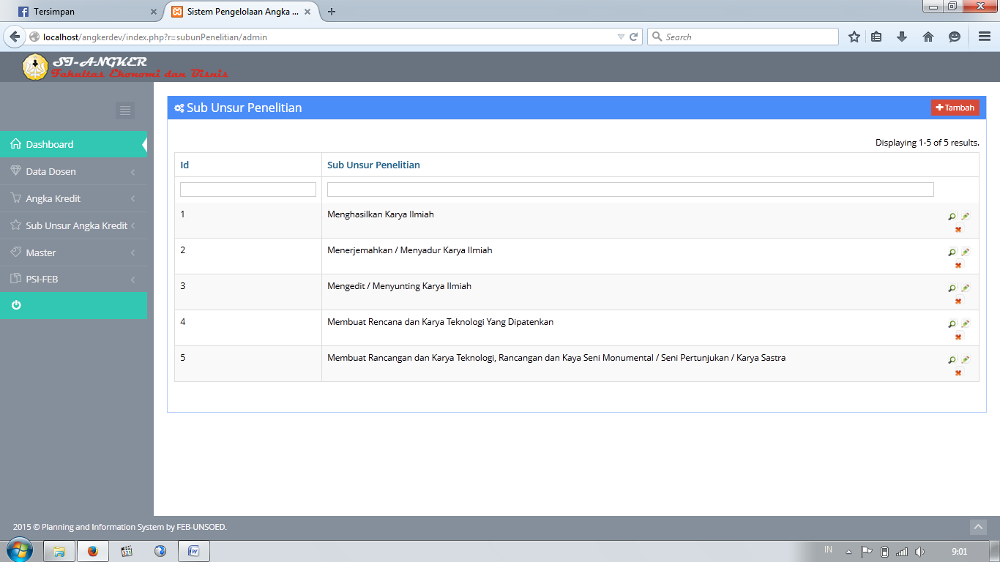 Tersimpan
Sistem Pengelolaan Angka ...
localhost/angkerdev/index.php?r=subunPenelitian/admin
Search
SI-ANGKER
Fakultas Ekonomi dan Bisnis
Dashboard
Data Dosen
Angka Kredit
Sub Unsur Angka Kredit
Master
PSI-FEB
Sub Unsur Penelitian
Tambah
Displaying 1-5 of 5 results.
Id Sub Unsur Penelitian
1 Menghasilkan Karya Ilmiah
2 Menerjemahkan / Menyadur Karya Ilmiah
3 Mengedit / Menyunting Karya Ilmiah
4 Membuat Rencana dan Karya Teknologi Yang Dipatenkan
5 Membuat Rancangan dan Karya Teknologi, Rancangan dan Kaya Seni Monumental / Seni Pertunjukan / Karya Sastra
2015 © Planning and Information System by FEB-UNSOED.
321
IN
9:01